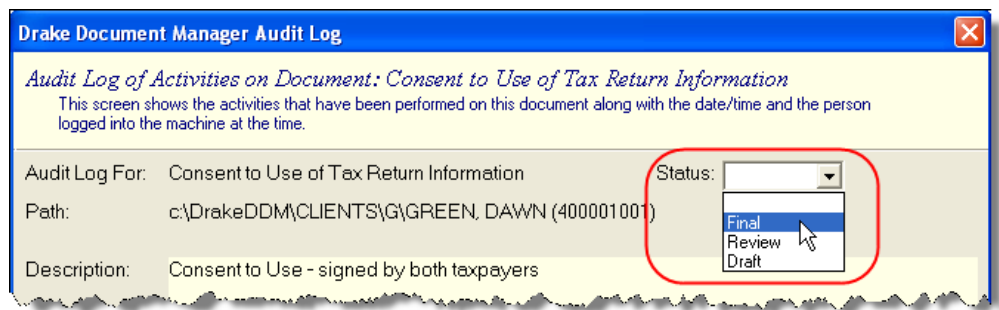 Drake Document Manager Audit Log
Audit Log of Activities on Document: Consent to Use of Tax Return Information
This screen shows the activities that have been performed on this document along with the date/time and the person
logged into the machine at the time.
Audit Log For: Consent to Use of Tax Return Information Status:
Path: c:\DrakeDDM\CLIENTS\G\GREEN, DAWN (400001001)
Final
Review
Draft
Description: Consent to Use - signed by both taxpayers